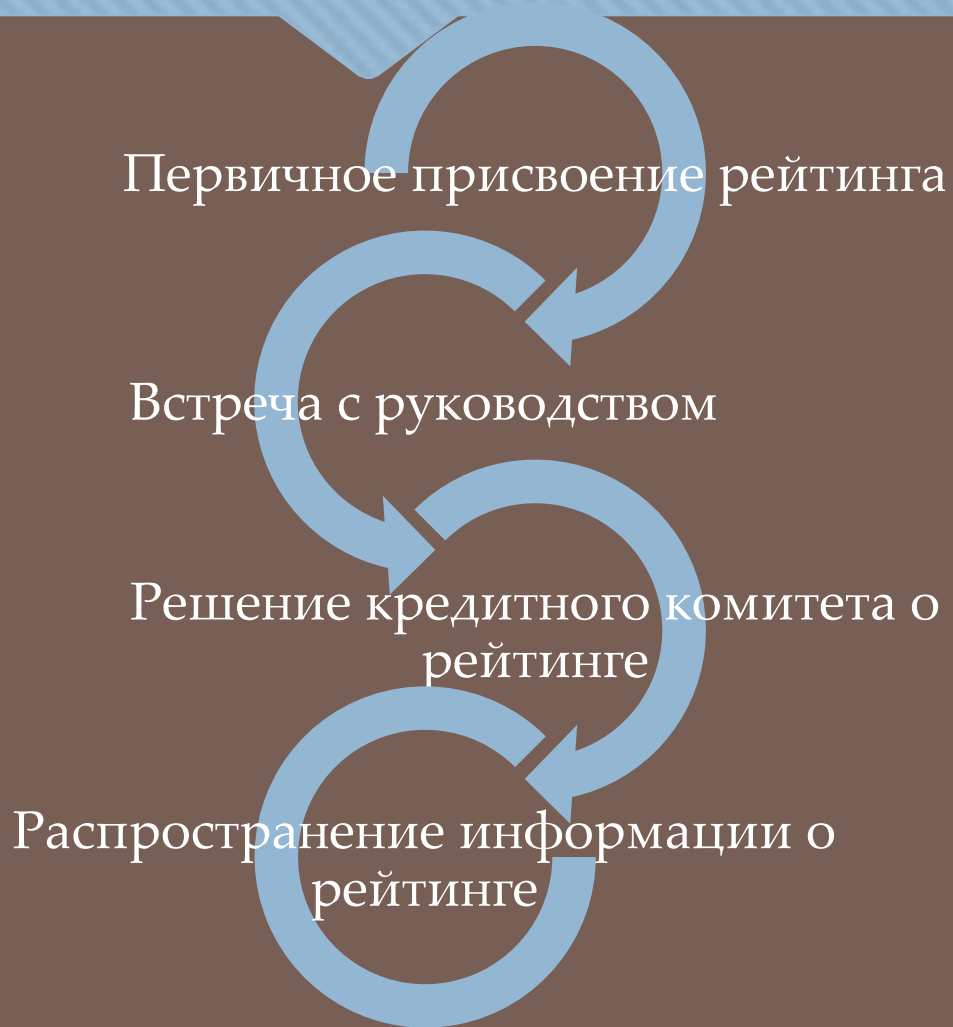 Первичное присвоение рейтинга
Встреча с руководством
Решение кредитного комитета о
рейтинге
Распространение информации о
рейтинге